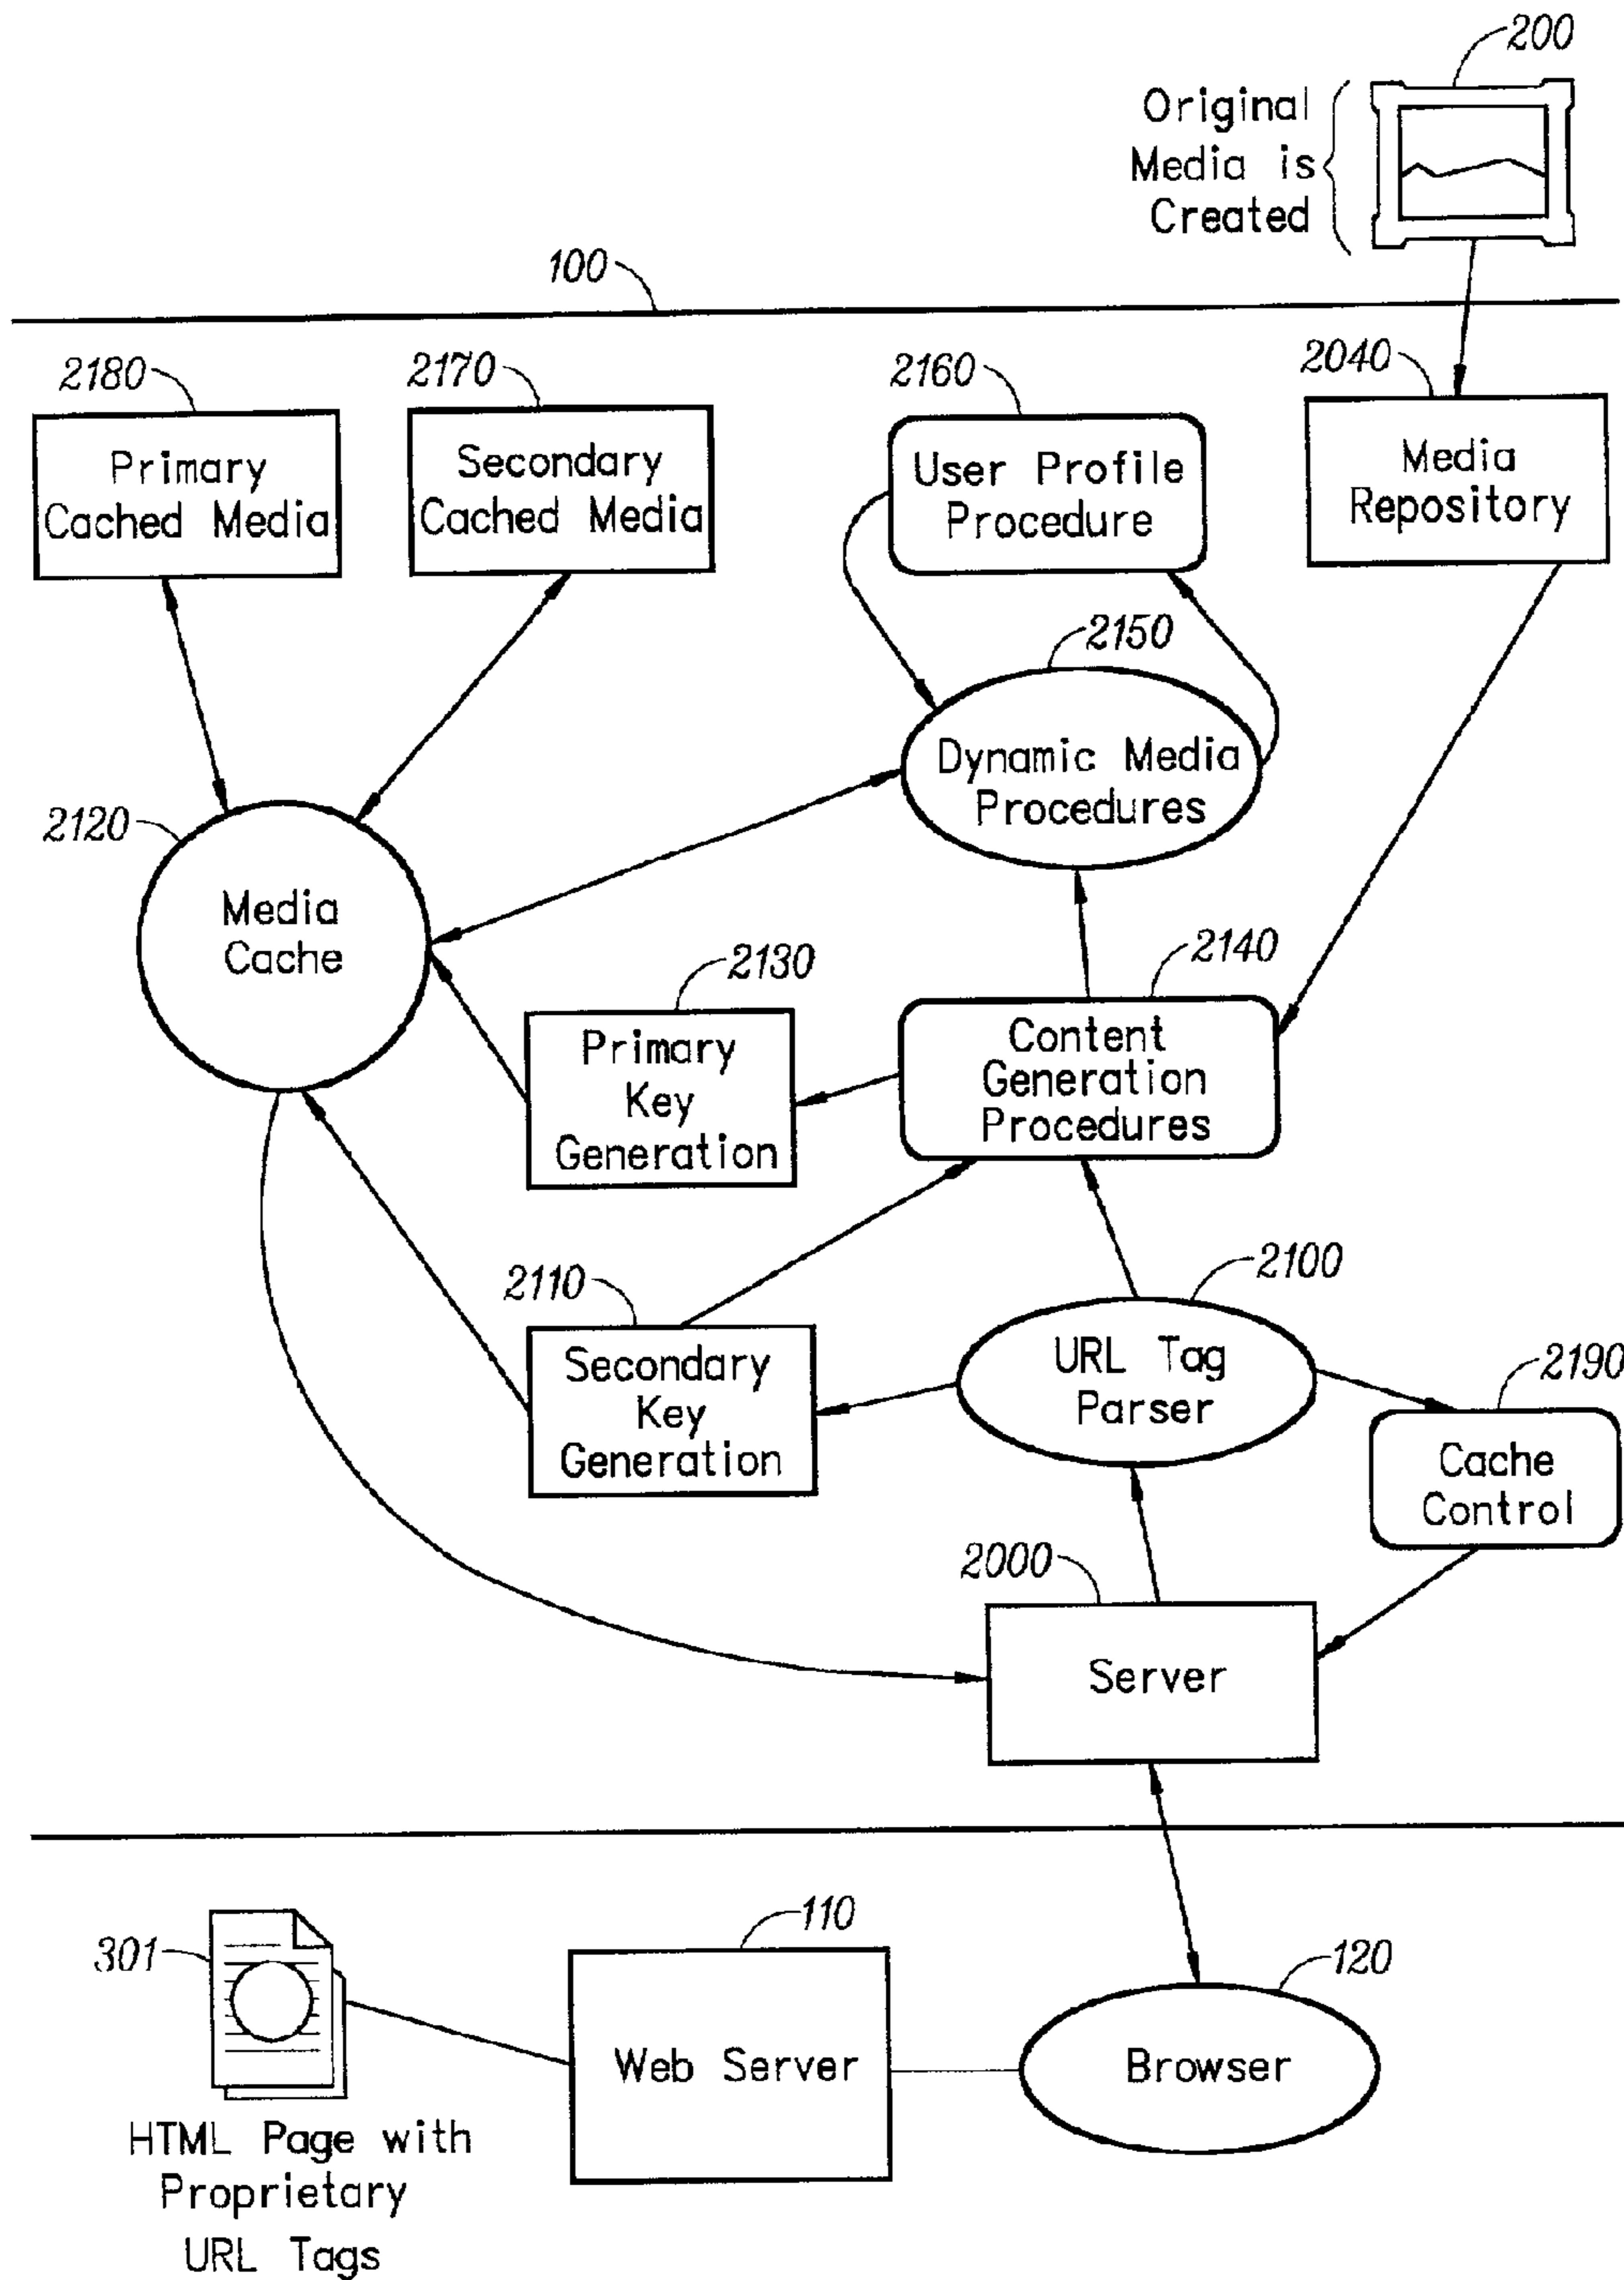 200
Original
Media is
Created
100
2180
2170
2160
2040
Primary
Cached Media
Secondary
Cached Media
User Profile
Procedure
Media
Repository
2150
Dynamic Media
Procedures
2120
Media
Cache
2130
2140
Primary
Key
Generation
Content
Generation
Procedures
2110
2100
2190
Secondary
Key
Generation
URL Tag
Parser
Cache
Control
2000
Server
301
110
120
Web Server
Browser
HTML Page with
Proprietary
URL Tags